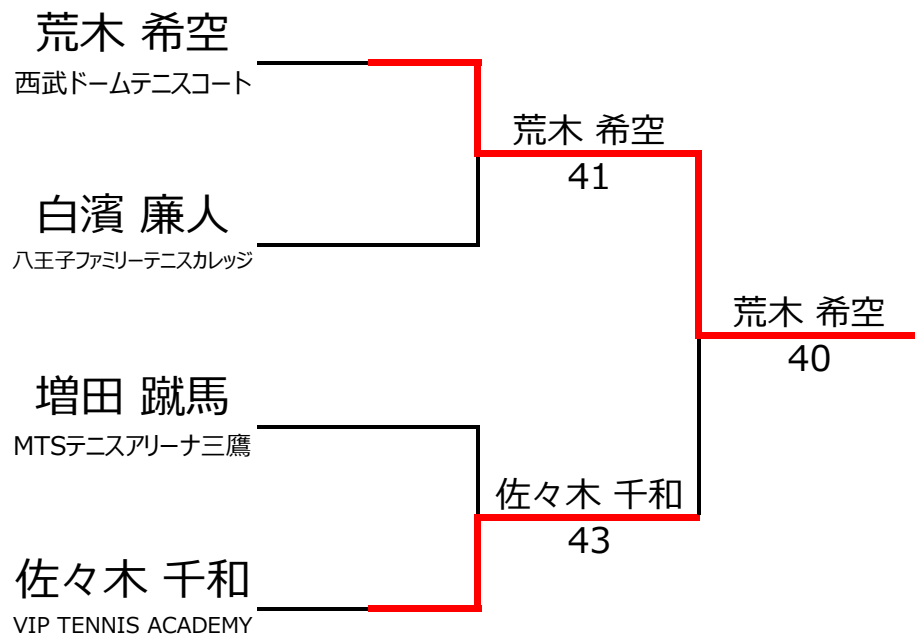 荒木 希空
西武ドームテニスコート
荒木 希空
41
白濱 廉人
八王子ファミリーテニスカレッジ
荒木 希空
40
増田 蹴馬
MTSテニスアリーナ三鷹
佐々木 千和
43
佐々木 千和
VIP TENNIS ACADEMY